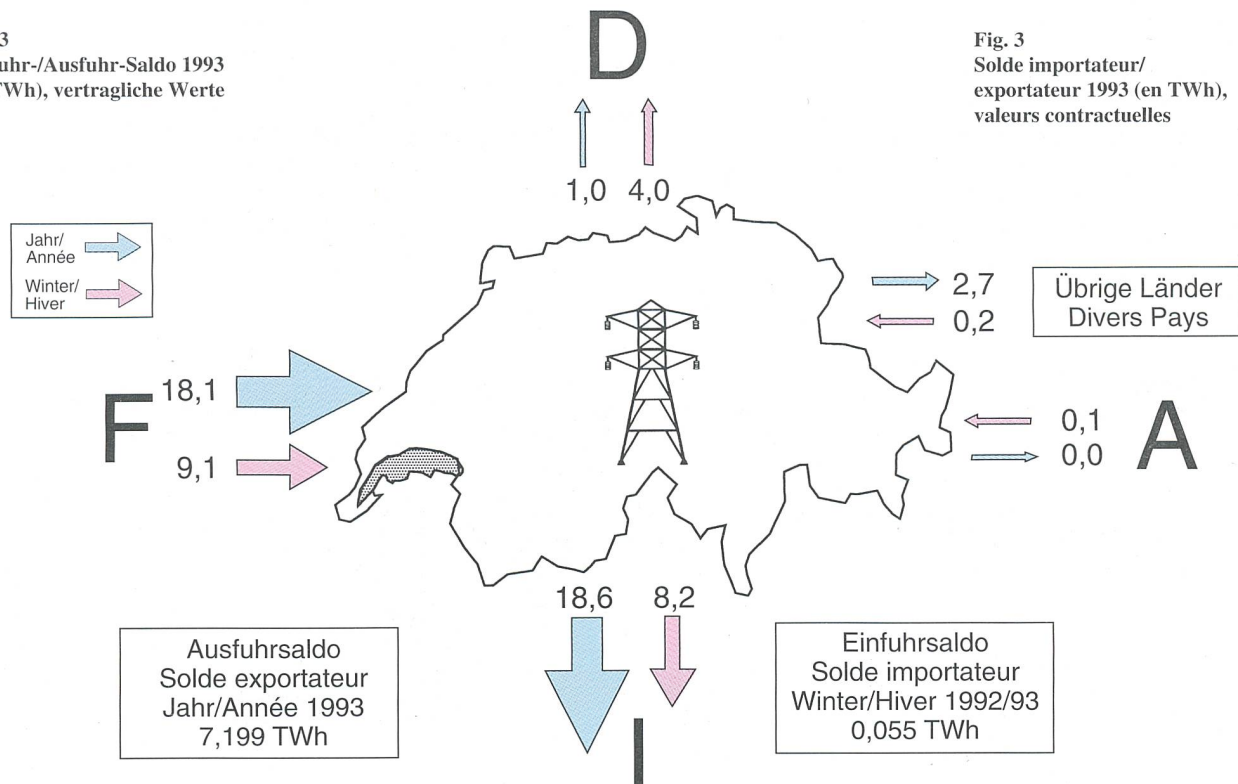 3
uhr-/Ausfuhr-Saldo 1993
TWh), vertragliche Werte
D
Fig. 3
Solde importateur/
exportateur 1993 (en TWh),
valeurs contractuelles
1,0 4,0
Jahr/
Année
Winter/
Hiver
2,7
0,2
Übrige Länder
Divers Pays
F
18,1
9,1
0,1
0,0
A
18,6 8,2
Ausfuhrsaldo
Solde exportateur
Jahr/Année 1993
7,199 TWh
Einfuhrsaldo
Solde importateur
Winter/Hiver 1992/93
0,055 TWh
I